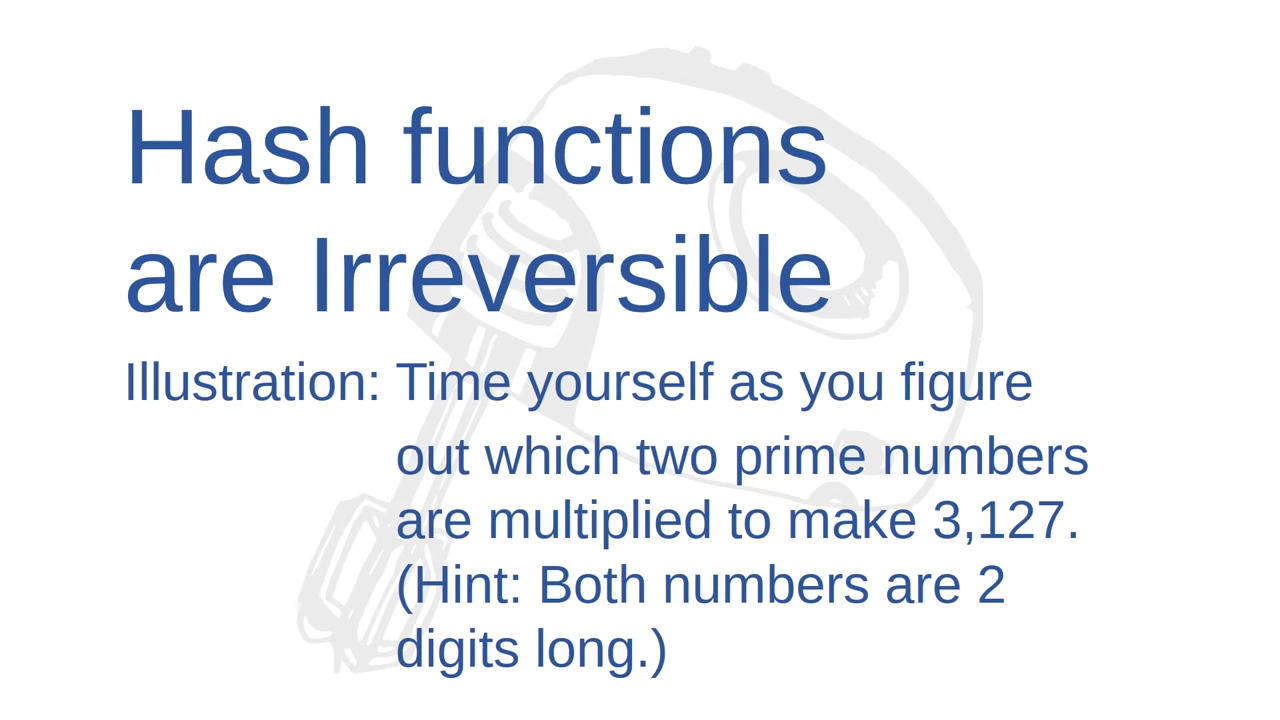 Hash functions
are Irreversible
Illustration: Time yourself as you figure
out which two prime numbers
are multiplied to make 3,127.
(Hint: Both numbers are 2
digits long.)